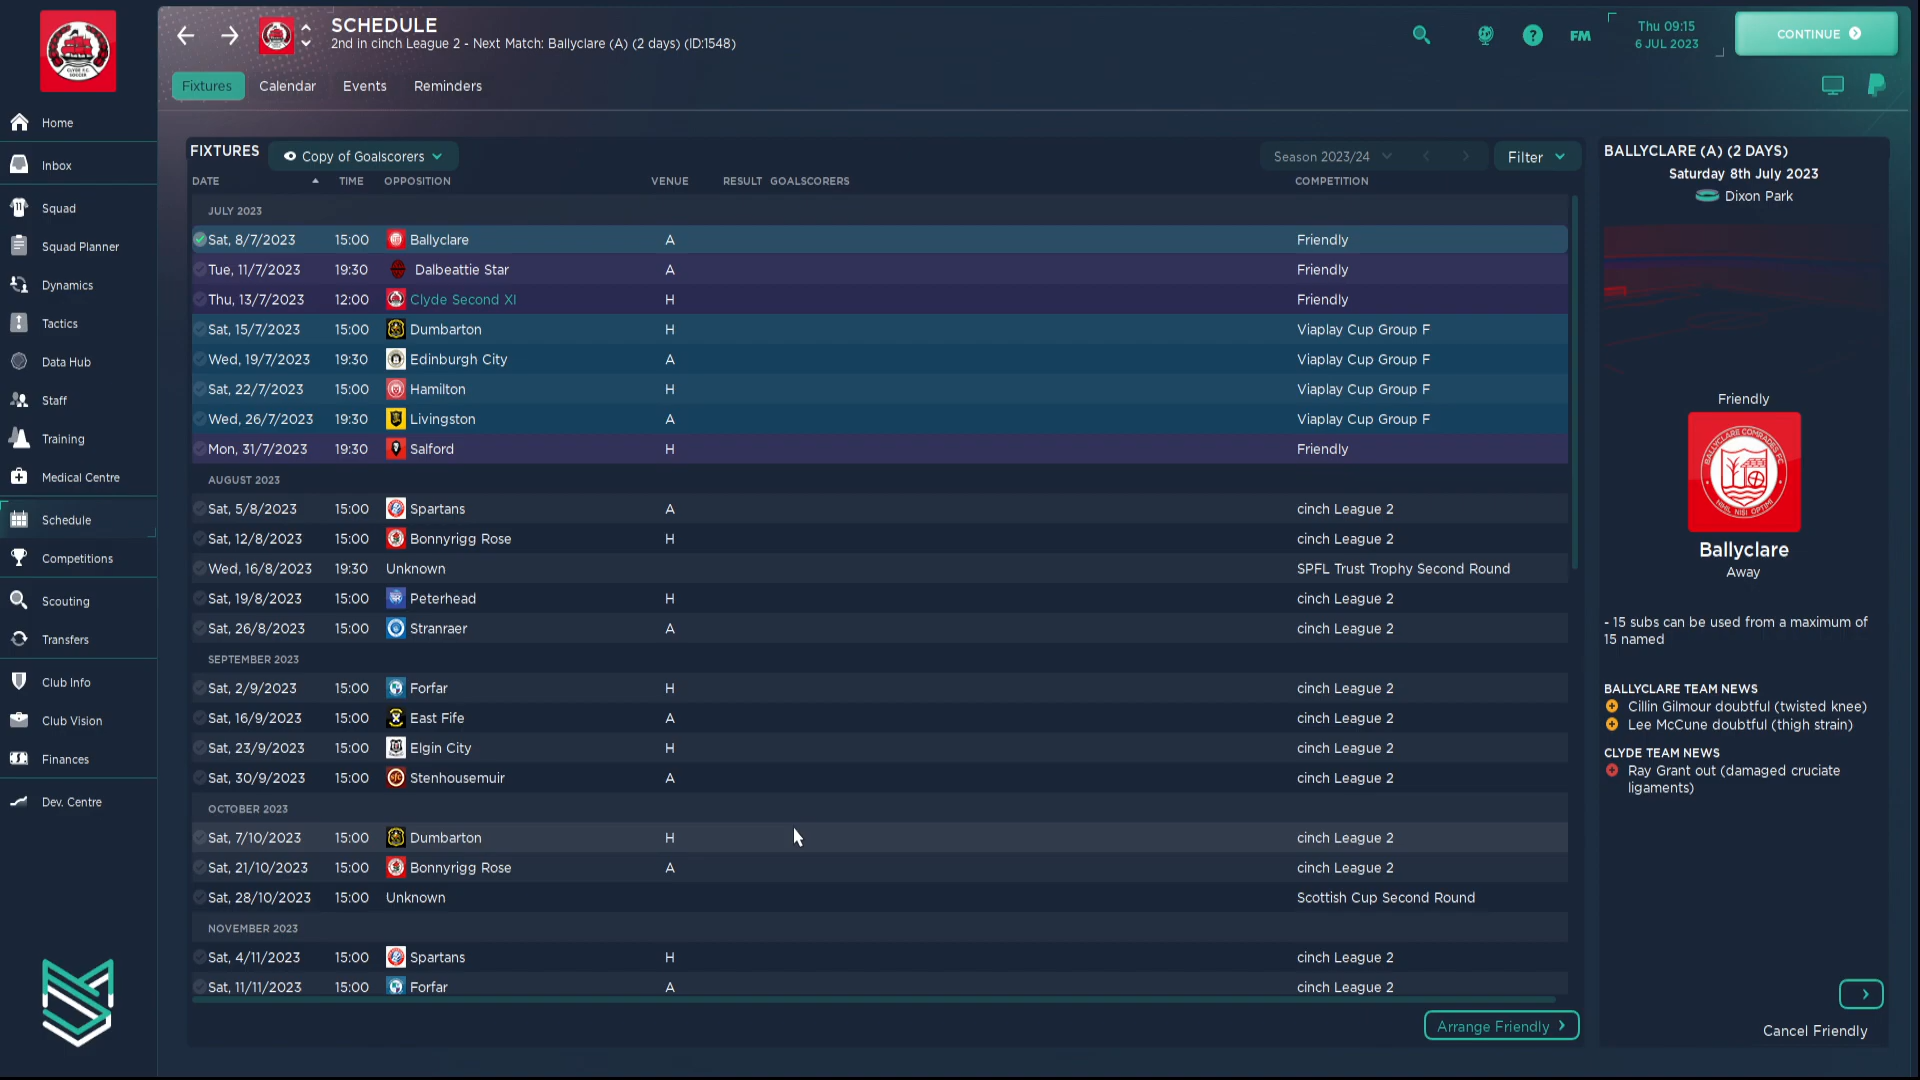 SCHEDULE
2nd in cinch League 2 - Next Match: Ballyclare (A) (2 days) (ID:1548)
FM
Thu 09:15
6 JUL 2023
CONTINUE
Fixtures
Calendar
Events
Reminders
Home
Inbox
Squad
Squad Planner
Dynamics
Tactics
Data Hub
Staff
Training
Medical Centre
Schedule
Competitions
Scouting
Transfers
Club Info
Club Vision
Finances
Dev. Centre
FIXTURES
Copy of Goalscorers
Season 2023/24
Filter
DATE TIME OPPOSITION VENUE RESULT GOALSCORERS COMPETITION
JULY 2023
Sat, 8/7/2023 15:00 Ballyclare A Friendly
Tue, 11/7/2023 19:30 Dalbeattie Star A Friendly
Thu, 13/7/2023 12:00 Clyde Second XI H Friendly
Sat, 15/7/2023 15:00 Dumbarton H Viaplay Cup Group F
Wed, 19/7/2023 19:30 Edinburgh City A Viaplay Cup Group F
Sat, 22/7/2023 15:00 Hamilton H Viaplay Cup Group F
Wed, 26/7/2023 19:30 Livingston A Viaplay Cup Group F
Mon, 31/7/2023 19:30 Salford H Friendly
AUGUST 2023
Sat, 5/8/2023 15:00 Spartans A cinch League 2
Sat, 12/8/2023 15:00 Bonnyrigg Rose H cinch League 2
Wed, 16/8/2023 19:30 Unknown SPFL Trust Trophy Second Round
Sat, 19/8/2023 15:00 Peterhead H cinch League 2
Sat, 26/8/2023 15:00 Stranraer A cinch League 2
SEPTEMBER 2023
Sat, 2/9/2023 15:00 Forfar H cinch League 2
Sat, 16/9/2023 15:00 East Fife A cinch League 2
Sat, 23/9/2023 15:00 Elgin City H cinch League 2
Sat, 30/9/2023 15:00 Stenhousemuir A cinch League 2
OCTOBER 2023
Sat, 7/10/2023 15:00 Dumbarton H cinch League 2
Sat, 21/10/2023 15:00 Bonnyrigg Rose A cinch League 2
Sat, 28/10/2023 15:00 Unknown Scottish Cup Second Round
NOVEMBER 2023
Sat, 4/11/2023 15:00 Spartans H cinch League 2
Sat, 11/11/2023 15:00 Forfar A cinch League 2
Arrange Friendly
BALLYCLARE (A) (2 DAYS)
Saturday 8th July 2023
Dixon Park
Friendly
BALLYCLARE COMRADES FC
NIHIL NISI OPTIMI
Ballyclare
Away
- 15 subs can be used from a maximum of
15 named
BALLYCLARE TEAM NEWS
Cillin Gilmour doubtful (twisted knee)
Lee McCune doubtful (thigh strain)
CLYDE TEAM NEWS
Ray Grant out (damaged cruciate
ligaments)
Cancel Friendly